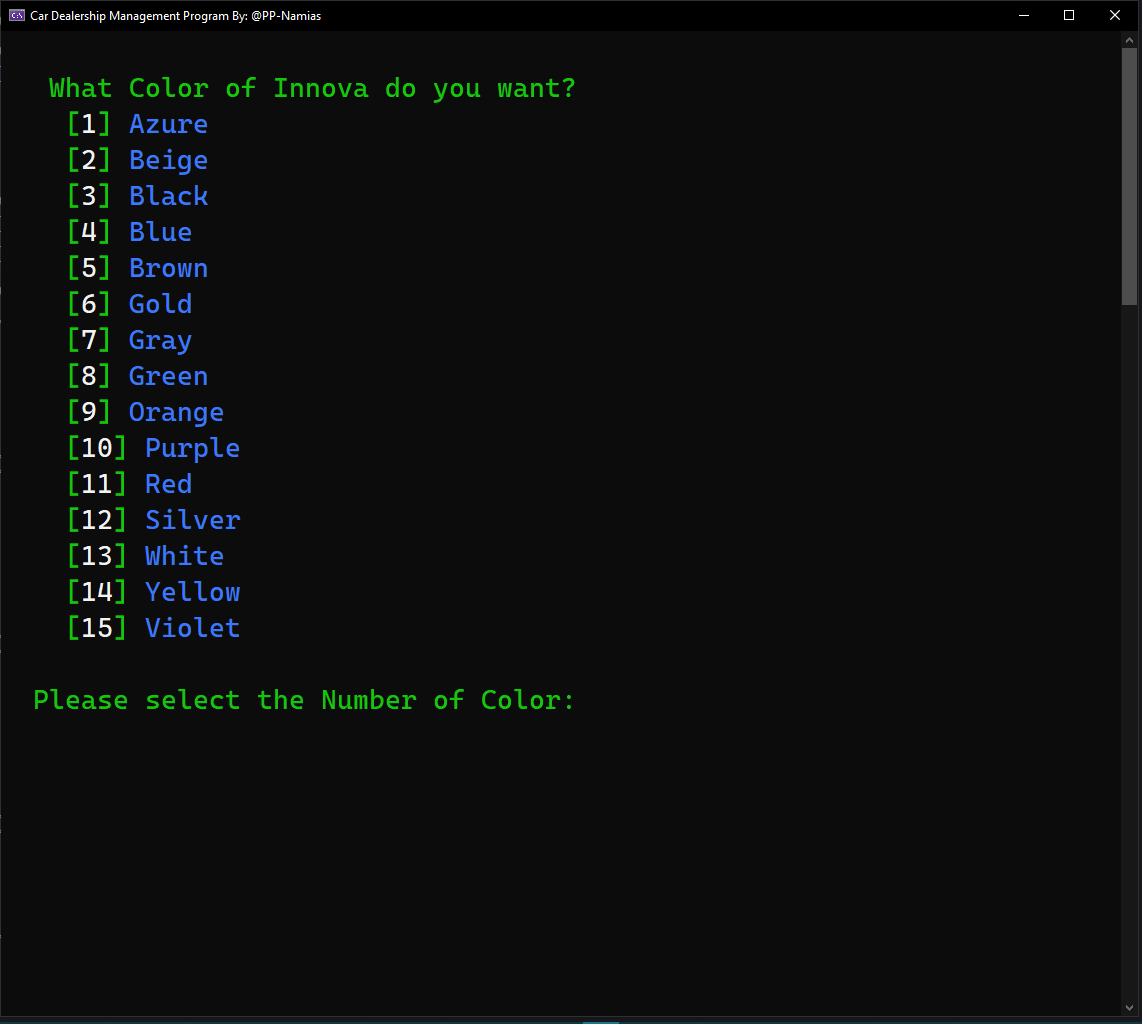 Car Dealership Management Program By: @PP-Namias
What Color of Innova do you want?
[1] Azure
[2] Beige
[3] Black
[4] Blue
[5] Brown
[6] Gold
[7] Gray
[8] Green
[9] Orange
[10] Purple
[11] Red
[12] Silver
[13] White
[14] Yellow
[15] Violet
Please select the Number of Color: